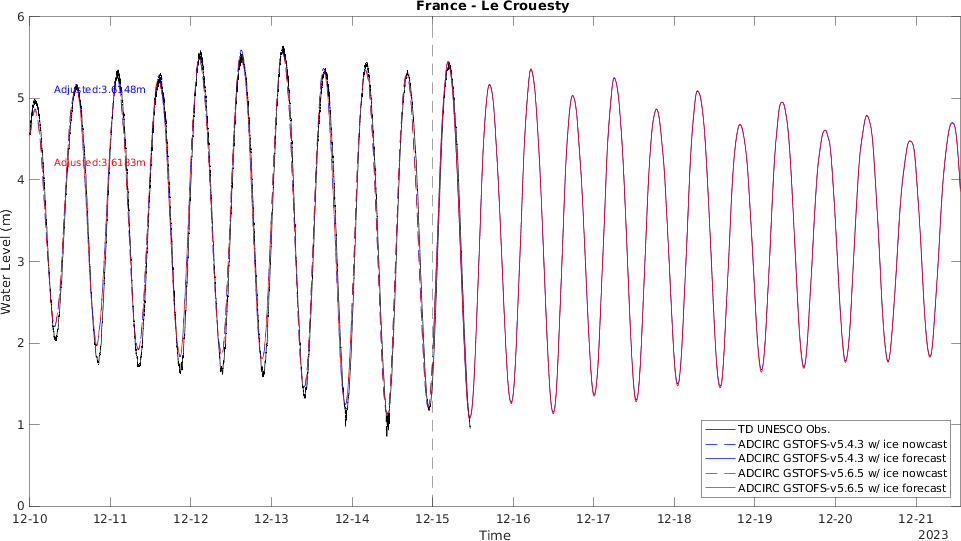 France - Le Crouesty
6
5
4
3
2
1
0
Water Level (m)
Adjusted:3.6148m
Adjusted:3.6183m
TD UNESCO Obs.
ADCIRC GSTOFS-v5.4.3 w/ ice nowcast
ADCIRC GSTOFS-v5.4.3 w/ ice forecast
ADCIRC GSTOFS-v5.6.5 w/ ice nowcast
ADCIRC GSTOFS-v5.6.5 w/ ice forecast
12-10 12-11 12-12 12-13 12-14 12-15 12-16 12-17 12-18 12-19 12-20 12-21
Time
2023